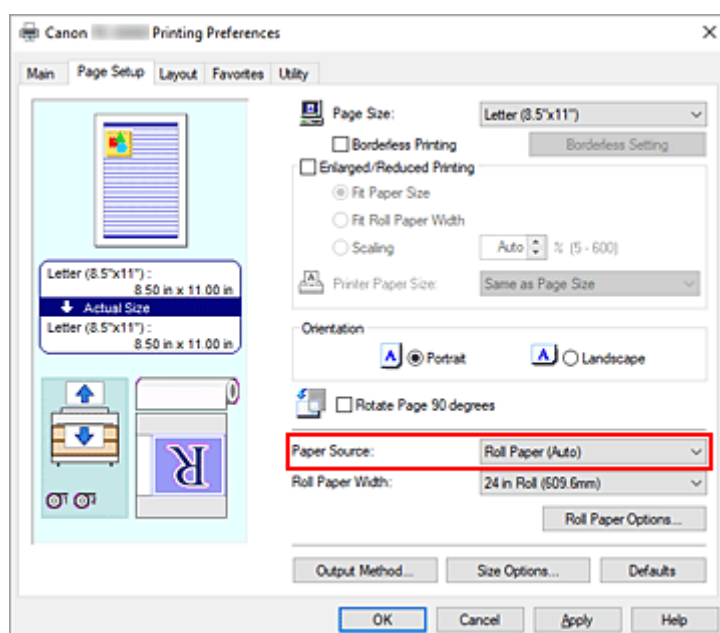 Canon Printing Preferences
Main Page Setup Layout Favorites Utility
Page Size: Letter (8.5"x11")
Borderless Printing Borderless Setting
Enlarged/Reduced Printing
Fit Paper Size
Fit Roll Paper Width
Scaling Auto % (5 - 600)
Printer Paper Size: Same as Page Size
Letter (8.5"x11") :
8.50 in x 11.00 in
Actual Size
Letter (8.5"x11") :
8.50 in x 11.00 in
Orientation
A Portrait A Landscape
Rotate Page 90 degrees
Paper Source: Roll Paper (Auto)
Roll Paper Width: 24 in Roll (609.6mm)
Roll Paper Options...
R
Output Method... Size Options... Defaults
OK Cancel Apply Help